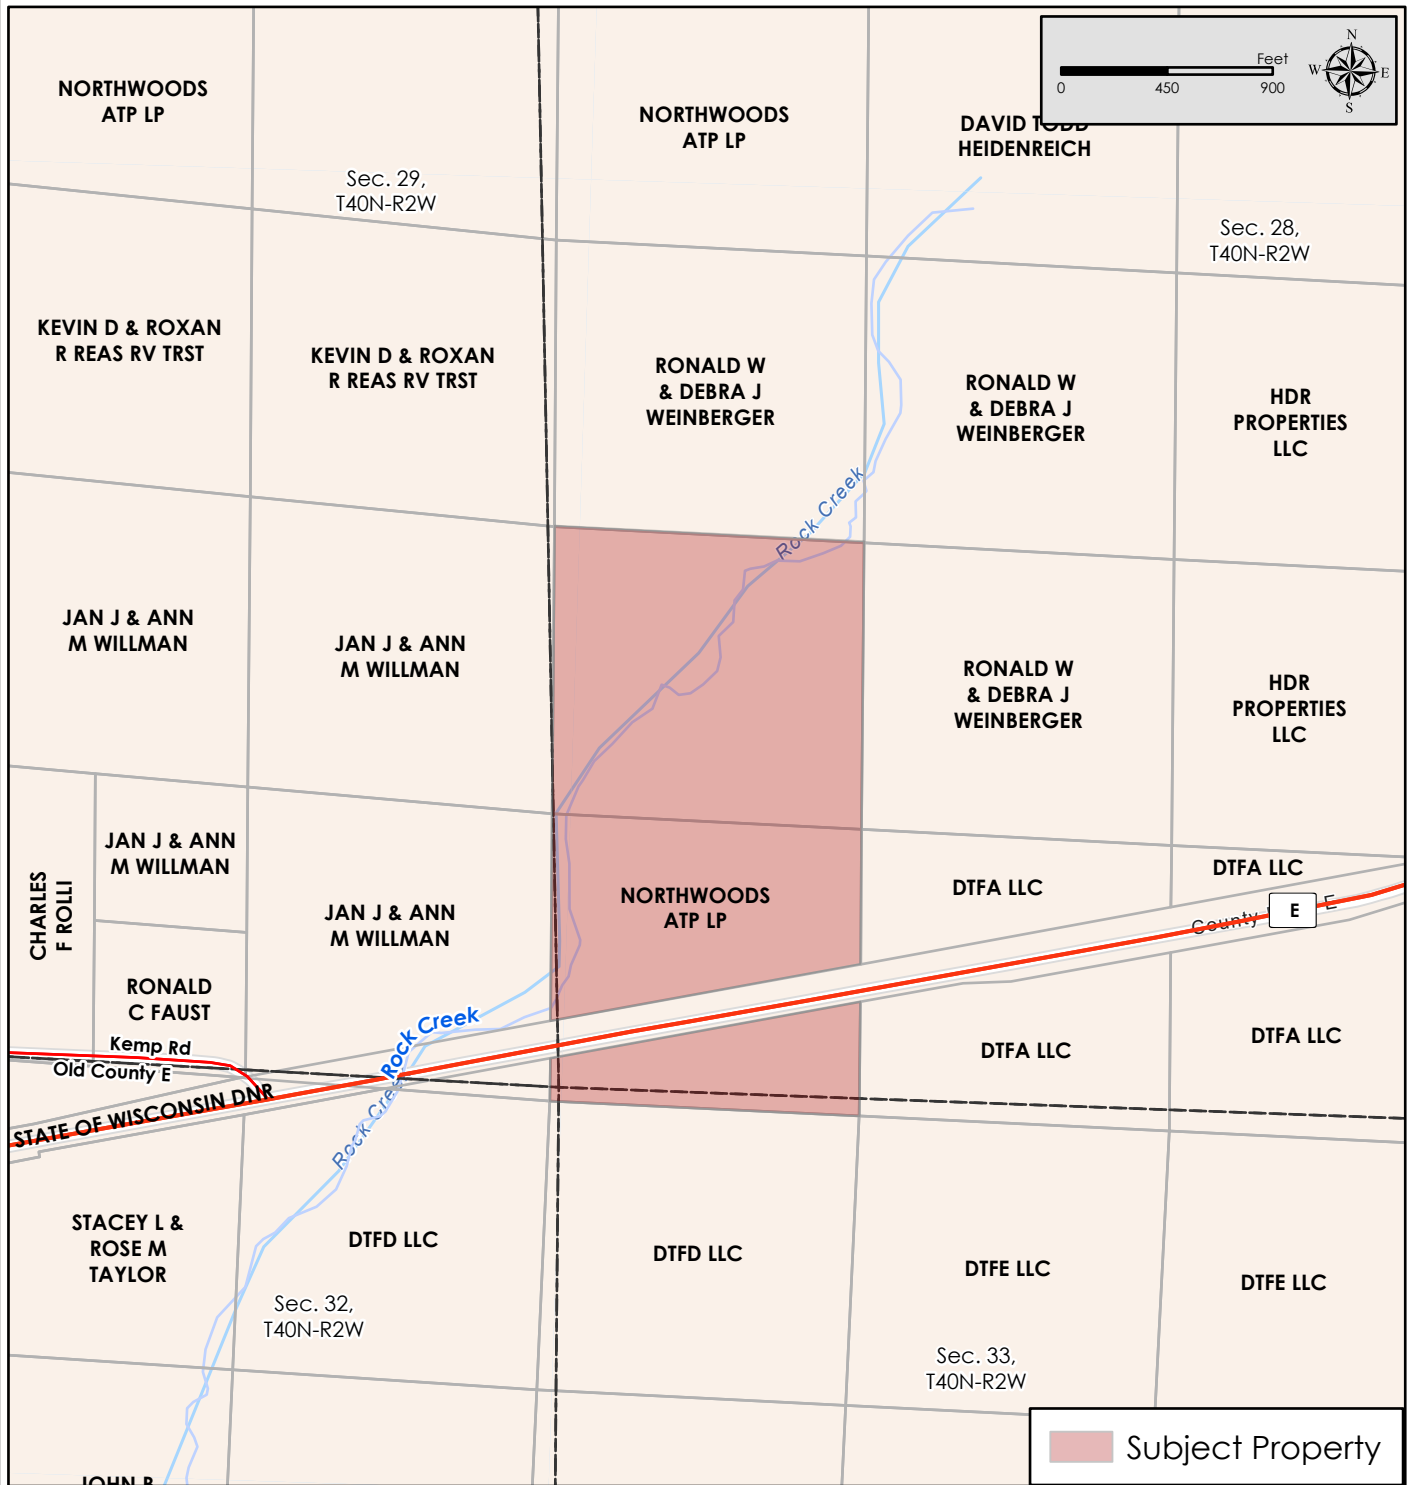 N
W
E
S
Feet
0
450
900
NORTHWOODS
ATP LP
NORTHWOODS
ATP LP
DAVID TODD
HEIDENREICH
Sec. 29,
T40N-R2W
Sec. 28,
T40N-R2W
KEVIN D & ROXAN
R REAS RV TRST
KEVIN D & ROXAN
R REAS RV TRST
RONALD W
& DEBRA J
WEINBERGER
RONALD W
& DEBRA J
WEINBERGER
HDR
PROPERTIES
LLC
Rock Creek
JAN J & ANN
M WILLMAN
JAN J & ANN
M WILLMAN
RONALD W
& DEBRA J
WEINBERGER
HDR
PROPERTIES
LLC
CHARLES
F ROLLI
JAN J & ANN
M WILLMAN
JAN J & ANN
M WILLMAN
NORTHWOODS
ATP LP
DTFA LLC
DTFA LLC
County
E
E
RONALD
C FAUST
Rock Creek
Kemp Rd
Old County E
DTFA LLC
DTFA LLC
STATE OF WISCONSIN DNR
Rock Creek
STACEY L &
ROSE M
TAYLOR
DTFD LLC
DTFD LLC
DTFE LLC
DTFE LLC
Sec. 32,
T40N-R2W
Sec. 33,
T40N-R2W
JOHN B
Subject Property